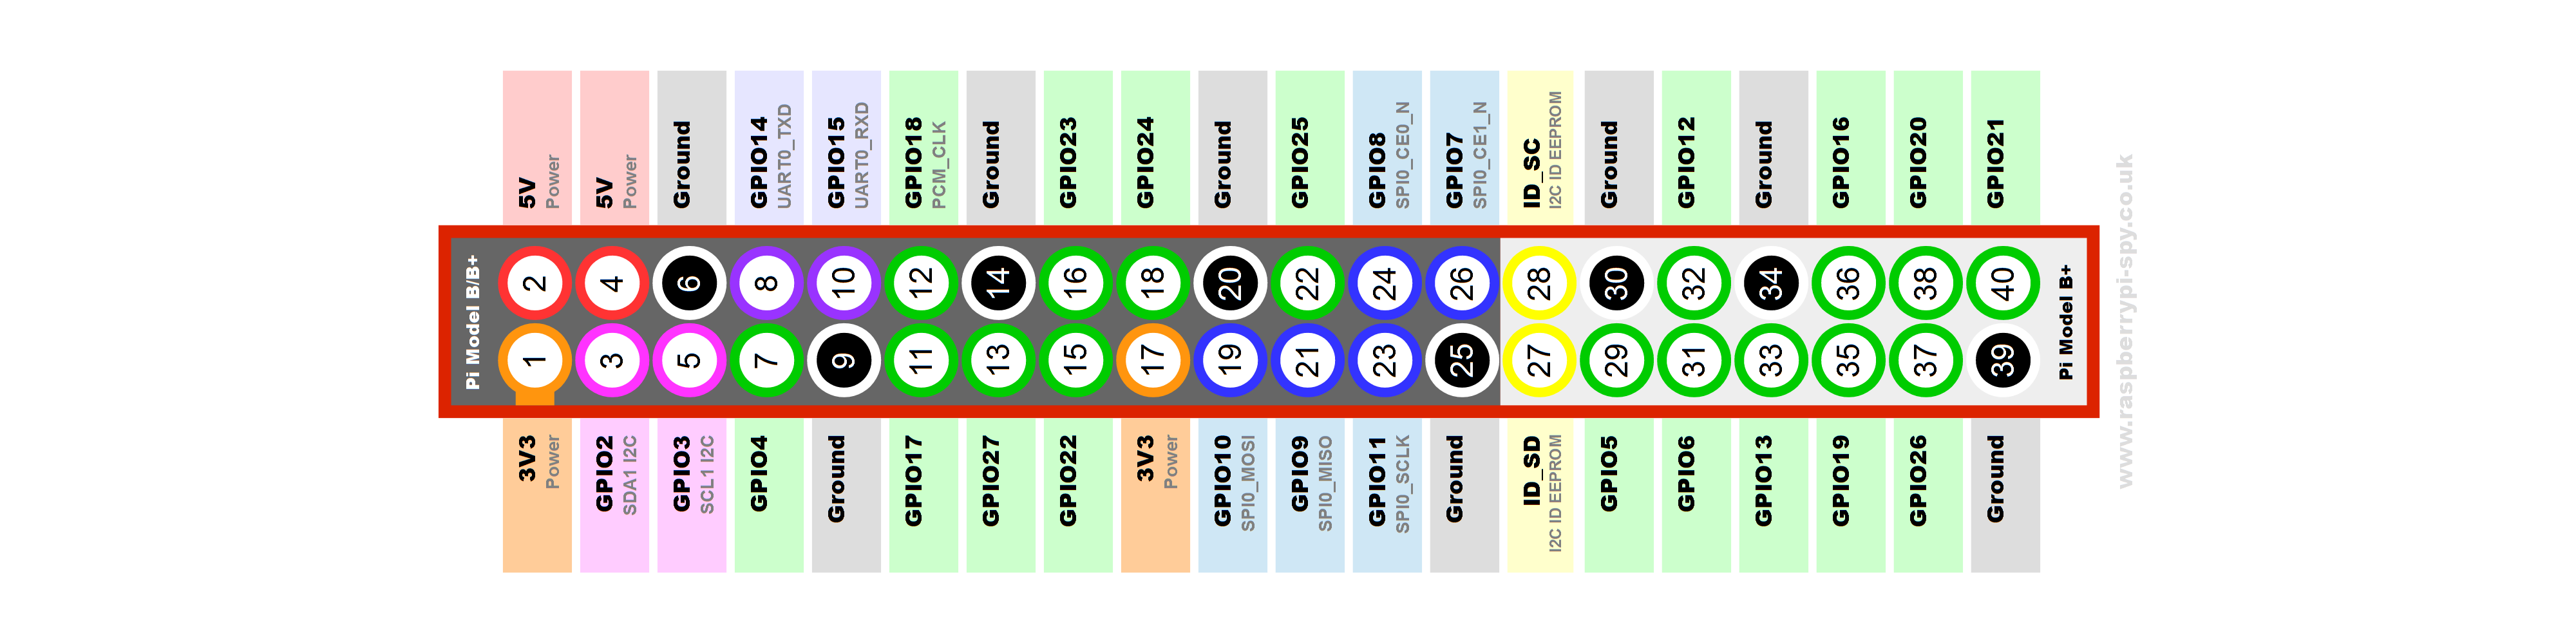 5V
Power
5V
Power
Ground
GPIO14
UART0_TXD
GPIO15
UART0_RXD
GPIO18
PCM_CLK
Ground
GPIO23
GPIO24
Ground
GPIO25
GPIO8
SPI0_CE0_N
GPIO7
SPI0_CE1_N
ID_SC
I2C ID EEPROM
Ground
GPIO12
Ground
GPIO16
GPIO20
GPIO21
Pi Model B/B+
2
4
6
8
10
12
14
16
18
20
22
24
26
28
30
32
34
36
38
40
1
3
5
7
9
11
13
15
17
19
21
23
25
27
29
31
33
35
37
39
Pi Model B+
3V3
Power
GPIO2
SDA1 I2C
GPIO3
SCL1 I2C
GPIO4
Ground
GPIO17
GPIO27
GPIO22
3V3
Power
GPIO10
SPI0_MOSI
GPIO9
SPI0_MISO
GPIO11
SPI0_SCLK
Ground
ID_SD
I2C ID EEPROM
GPIO5
GPIO6
GPIO13
GPIO19
GPIO26
Ground
www.raspberrypi-spy.co.uk